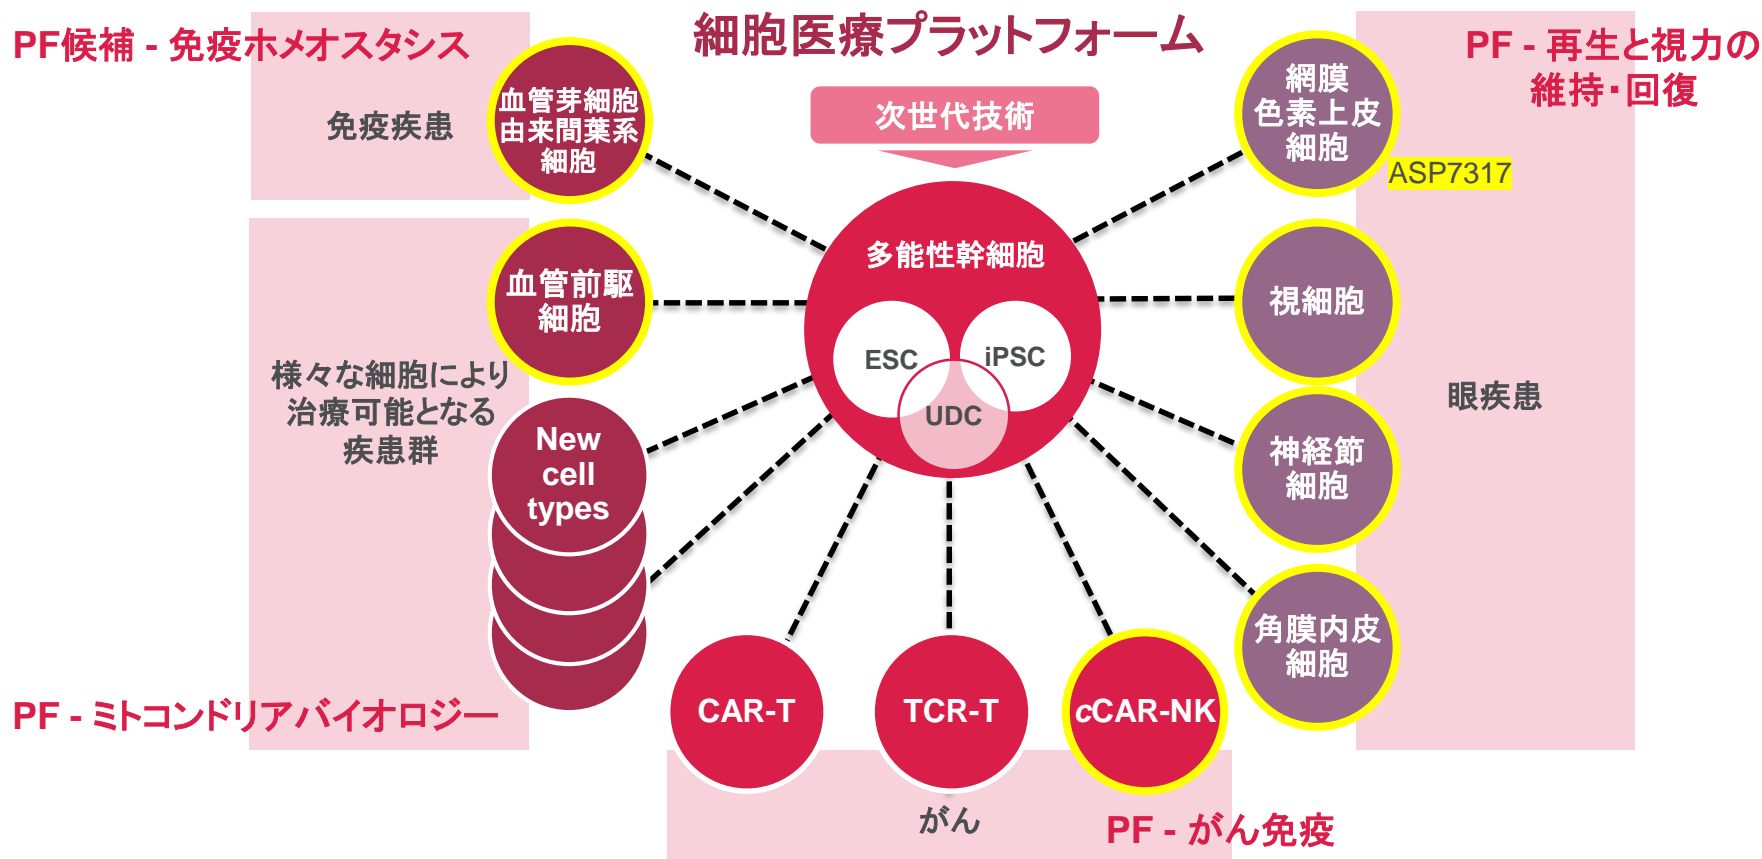 細胞医療プラットフォーム
PF候補 - 免疫ホメオスタシス
免疫疾患
血管芽細胞
由来間葉系
細胞
次世代技術
網膜
色素上皮
細胞
PF - 再生と視力の
維持・回復
ASP7317
多能性幹細胞
ESC
iPSC
UDC
血管前駆
細胞
視細胞
様々な細胞により
治療可能となる
疾患群
眼疾患
New
cell
types
神経節
細胞
角膜内皮
細胞
PF - ミトコンドリアバイオロジー
CAR-T
TCR-T
cCAR-NK
がん
PF - がん免疫